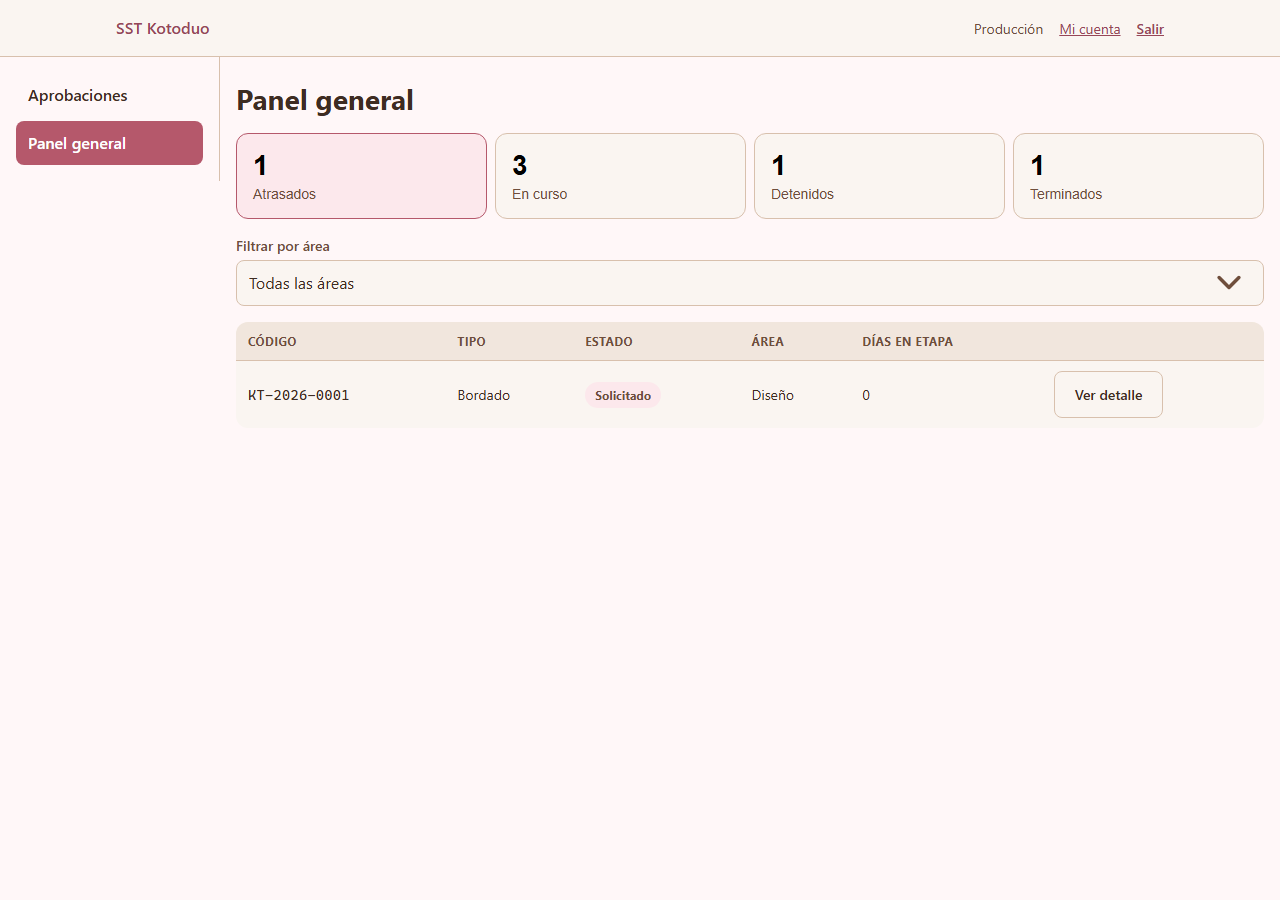 SST Kotoduo
Producción Mi cuenta Salir
Aprobaciones
Panel general
Panel general
1
Atrasados
3
En curso
1
Detenidos
1
Terminados
Filtrar por área
Todas las áreas
CÓDIGO TIPO ESTADO ÁREA DÍAS EN ETAPA
KT-2026-0001 Bordado Solicitado Diseño 0 Ver detalle